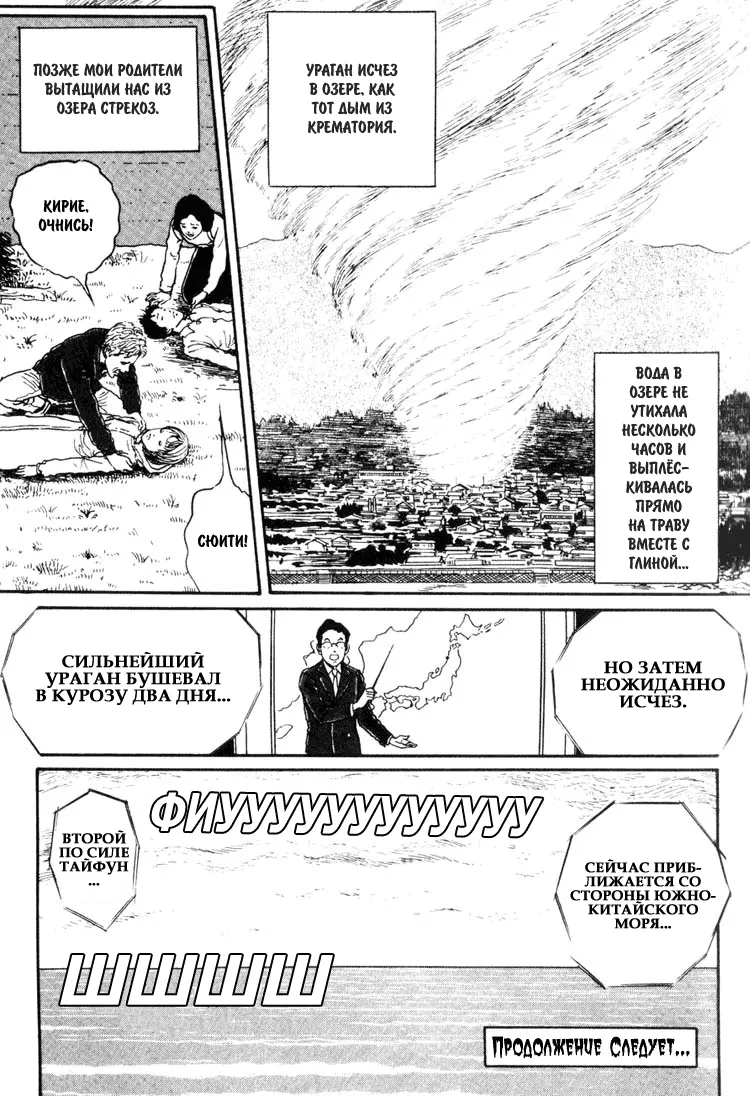 УРАГАН ИСЧЕЗ
В ОЗЕРЕ, КАК
ТОТ ДЫМ ИЗ
КРЕМАТОРИЯ.
ВОДА В
ОЗЕРЕ НЕ
УТИХАЛА
НЕСКОЛЬКО
ЧАСОВ И
ВЫПЛЁС-
КИВАЛАСЬ
ПРЯМО
НА ТРАВУ
ВМЕСТЕ С
ГЛИНОЙ...
ПОЗЖЕ МОИ РОДИТЕЛИ
ВЫТАЩИЛИ НАС ИЗ
ОЗЕРА СТРЕКОЗ.
КИРИЕ,
ОЧНИСЬ!
СЮИТИ!
СИЛЬНЕЙШИЙ
УРАГАН БУШЕВАЛ
В КУРОЗУ ДВА ДНЯ...
НО ЗАТЕМ
НЕОЖИДАННО
ИСЧЕЗ.
ФИУУУУУУУУУУУУУ
ВТОРОЙ
ПО СИЛЕ
ТАЙФУН
...
СЕЙЧАС ПРИБ-
ЛИЖАЕТСЯ СО
СТОРОНЫ ЮЖНО-
КИТАЙСКОГО
МОРЯ...
ШШШШШ
ПРОДОЛЖЕНИЕ СЛЕДУЕТ...